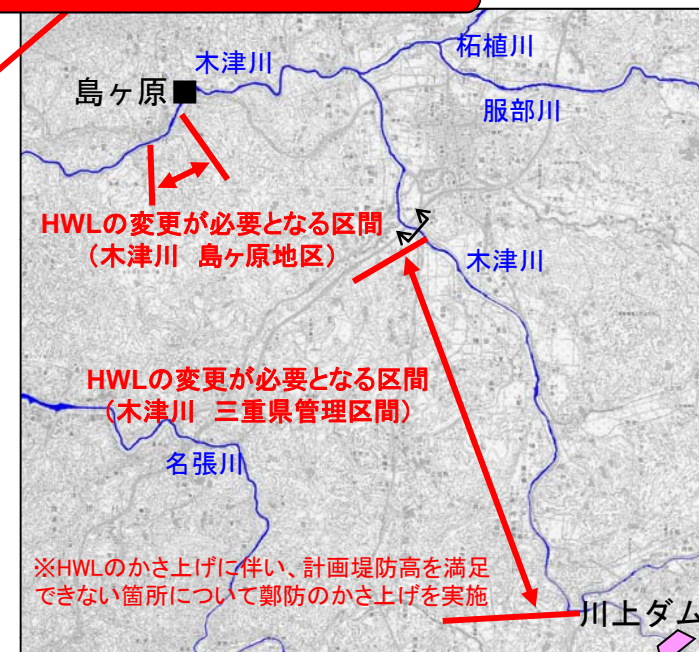 木津川
柘植川
島ヶ原■
服部川
HWLの変更が必要となる区間
（木津川　島ヶ原地区）
木津川
HWLの変更が必要となる区間
（木津川　三重県管理区間）
名張川
※HWLのかさ上げに伴い、計画堤防高を満足
できない箇所について鄭防のかさ上げを実施
川上ダム